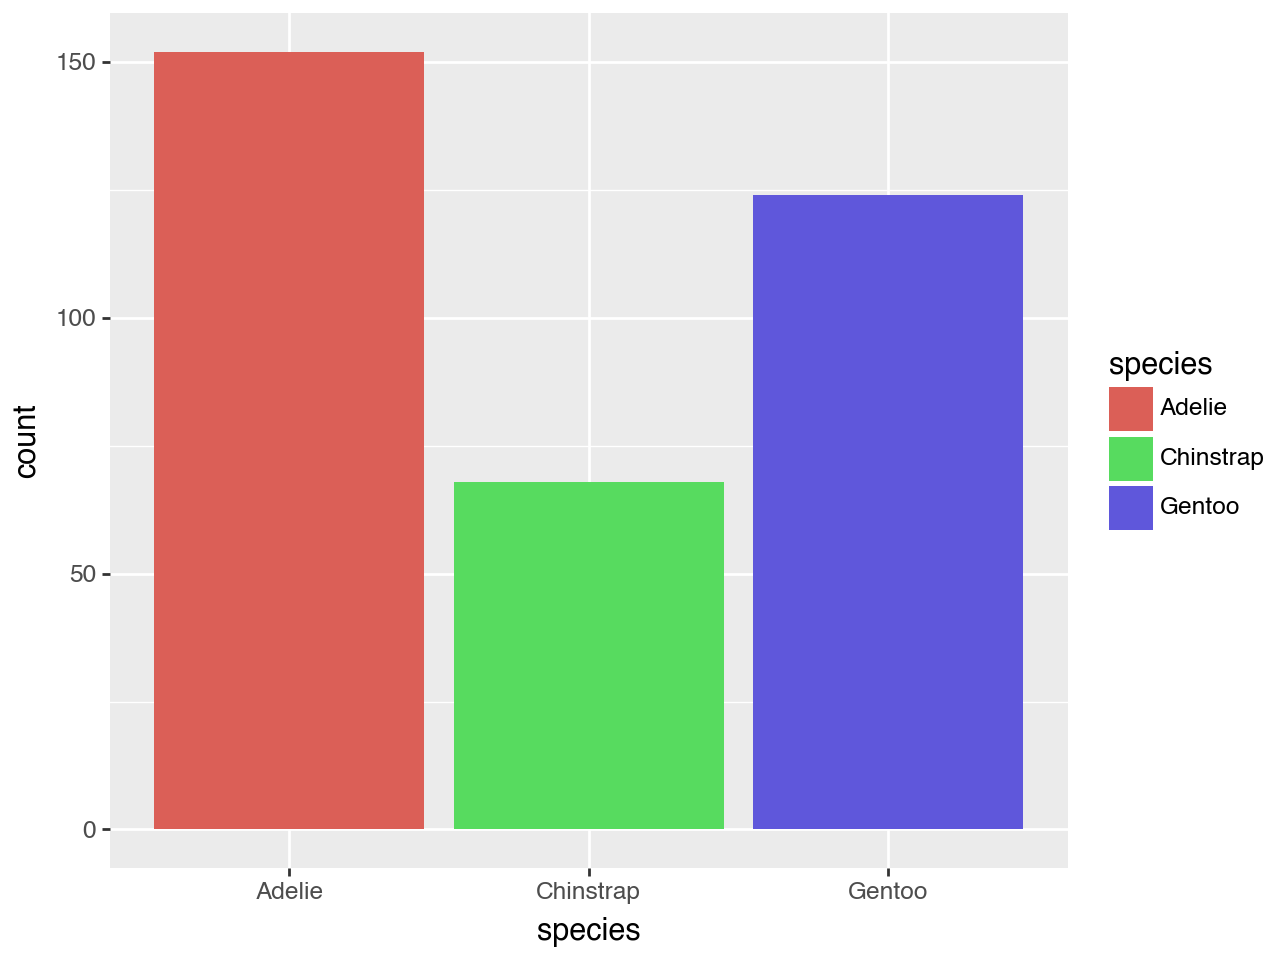 150
100
50
0
count
Adelie
Chinstrap
Gentoo
species
species
Adelie
Chinstrap
Gentoo